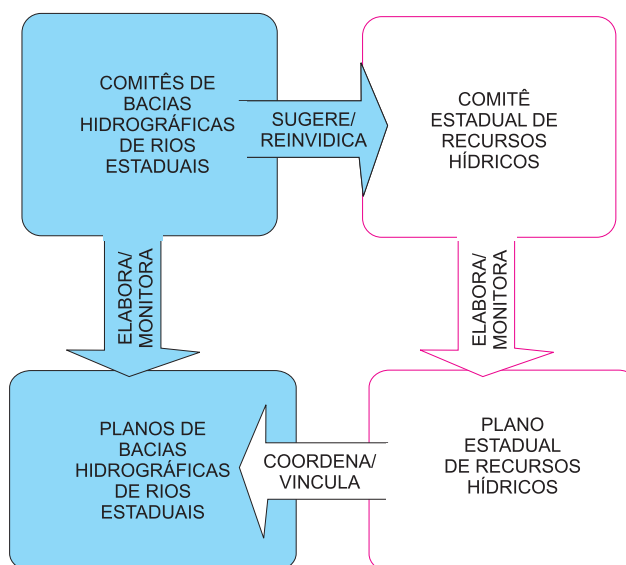 COMITÊS DE
BACIAS
HIDROGRÁFICAS
DE RIOS
ESTADUAIS
SUGERE/
REINVIDICA
COMITÊ
ESTADUAL DE
RECURSOS
HÍDRICOS
ELABORA/
MONITORA
ELABORA/
MONITORA
PLANOS DE
BACIAS
HIDROGRÁFICAS
DE RIOS
ESTADUAIS
COORDENA/
VINCULA
PLANO
ESTADUAL
DE RECURSOS
HÍDRICOS